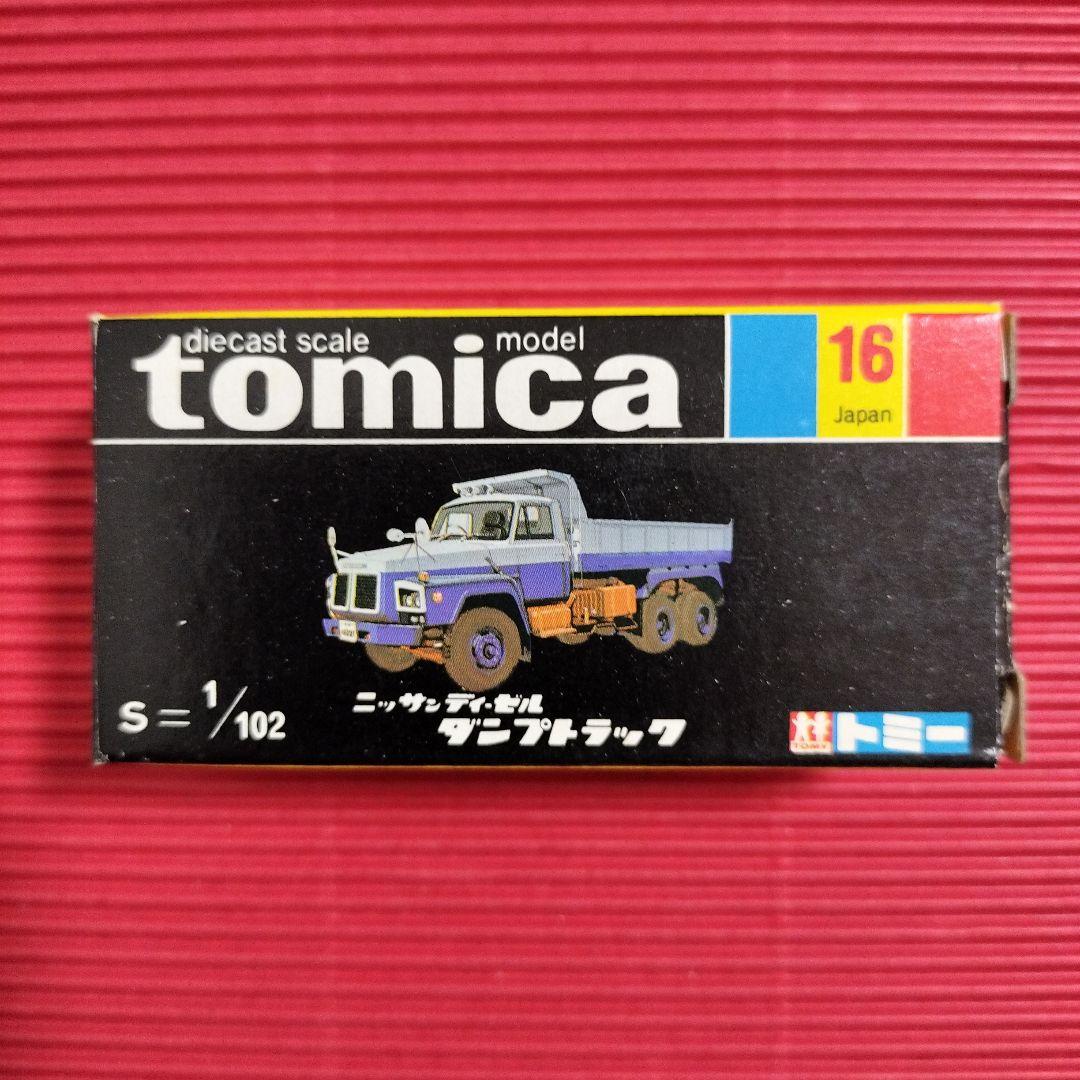 diecast scale model
tomica
16
Japan
S = 1/102
ニッサンディーゼル
ダンプトラック
TOMY
トミー